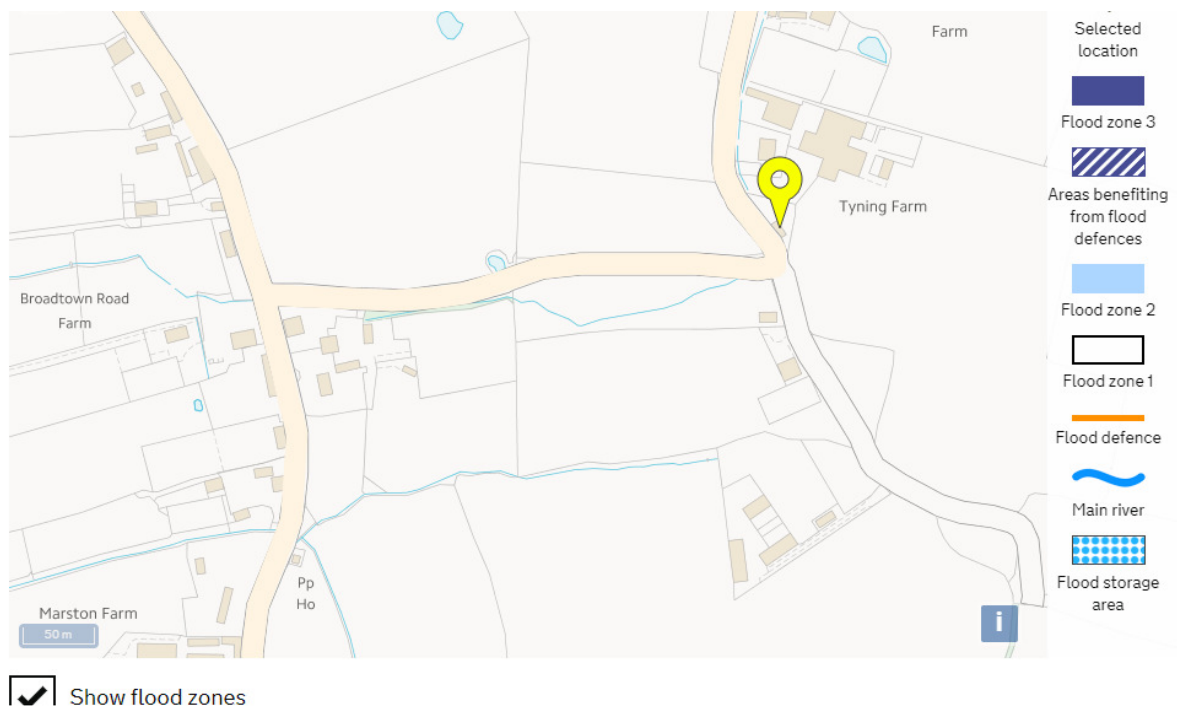 Farm
Tyning Farm
Broadtown Road
Farm
Pp
Ho
Marston Farm
50 m
i
Selected
location
Flood zone 3
Areas benefiting
from flood
defences
Flood zone 2
Flood zone 1
Flood defence
Main river
Flood storage
area
Show flood zones